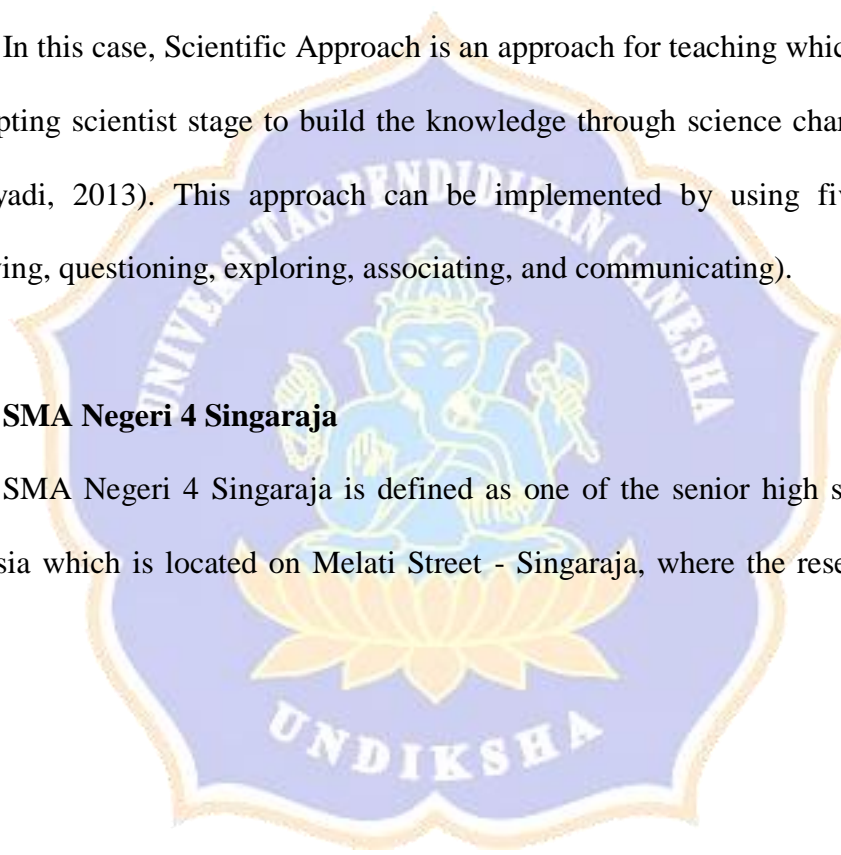 In this case, Scientific Approach is an approach for teaching which
pting scientist stage to build the knowledge through science char
yadi, 2013). This approach can be implemented by using fiv
ving, questioning, exploring, associating, and communicating).
SMA Negeri 4 Singaraja
SMA Negeri 4 Singaraja is defined as one of the senior high s
sia which is located on Melati Street - Singaraja, where the rese
UNIVERSITAS PENDIDIKAN GANESHA
UNDIKSHA